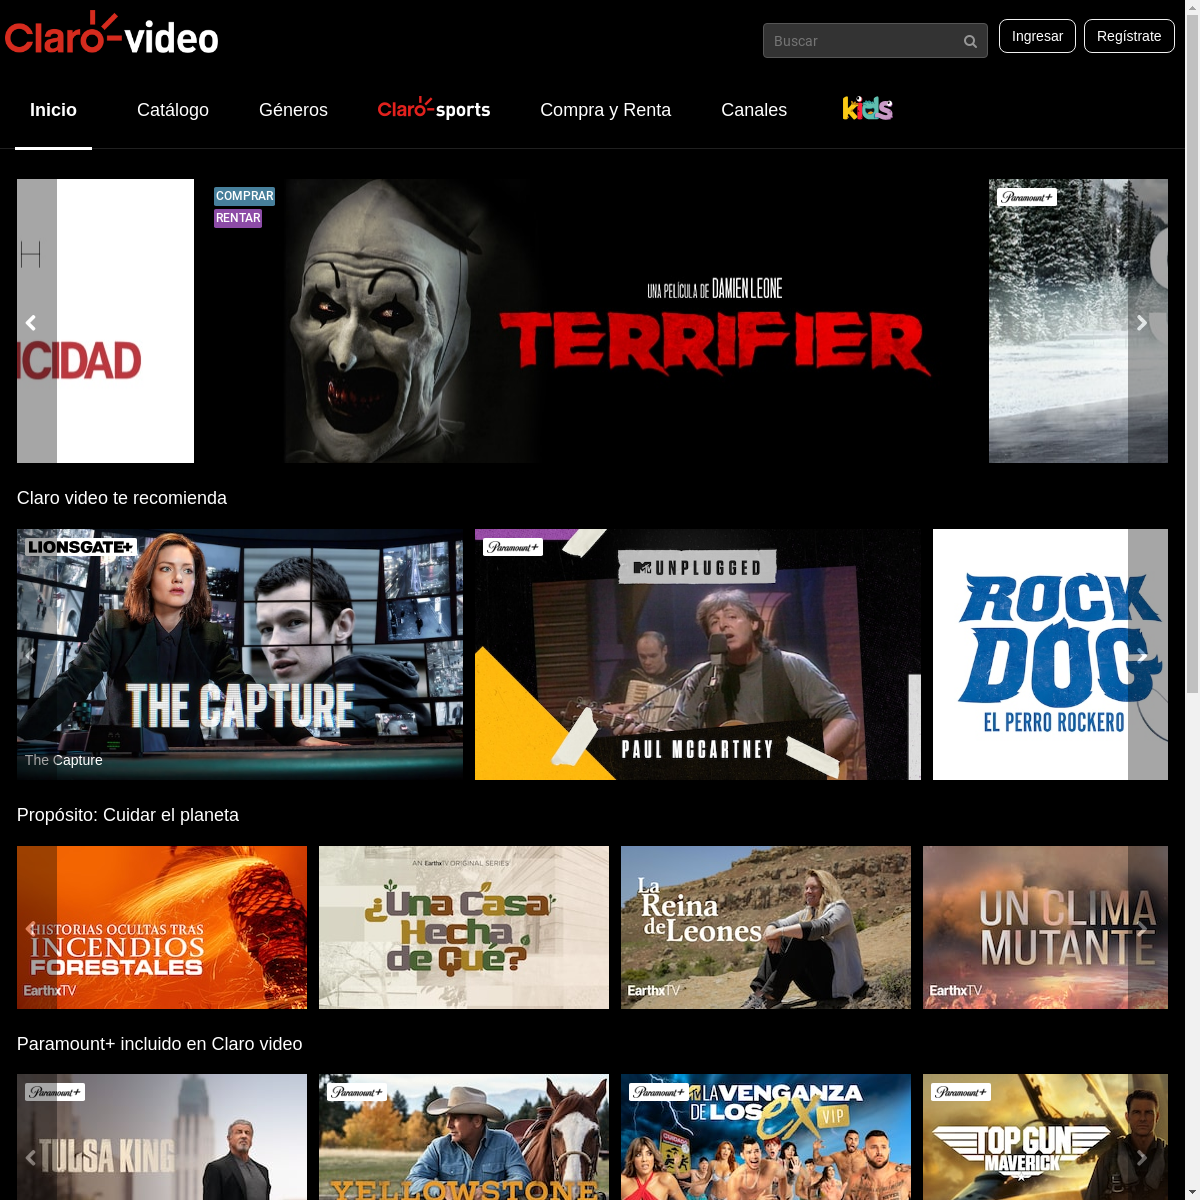 Claro-video
Buscar
Ingresar
Regístrate
Inicio
Catálogo
Géneros
Claro-sports
Compra y Renta
Canales
kids
H
ICIDAD
COMPRAR
RENTAR
UNA PELÍCULA DE DAMIEN LEONE
TERRIFIER
Paramount+
Claro video te recomienda
LIONSGATE+
THE CAPTURE
The Capture
Paramount+
MTV UNPLUGGED
PAUL MCCARTNEY
ROCK
DOG
EL PERRO ROCKERO
Propósito: Cuidar el planeta
HISTORIAS OCULTAS TRAS
INCENDIOS
FORESTALES
EarthxTV
AN EarthxTV ORIGINAL SERIES
¿Una Casa
Hecha
de Qué?
La
Reina
de Leones
EarthxTV
UN CLIMA
MUTANTE
EarthxTV
Paramount+ incluido en Claro video
Paramount+
TULSA KING
Paramount+
YELLOWSTONE
Paramount+
MTV LA VENGANZA
DE LOS ex
VIP
Paramount+
TOP GUN
MAVERICK